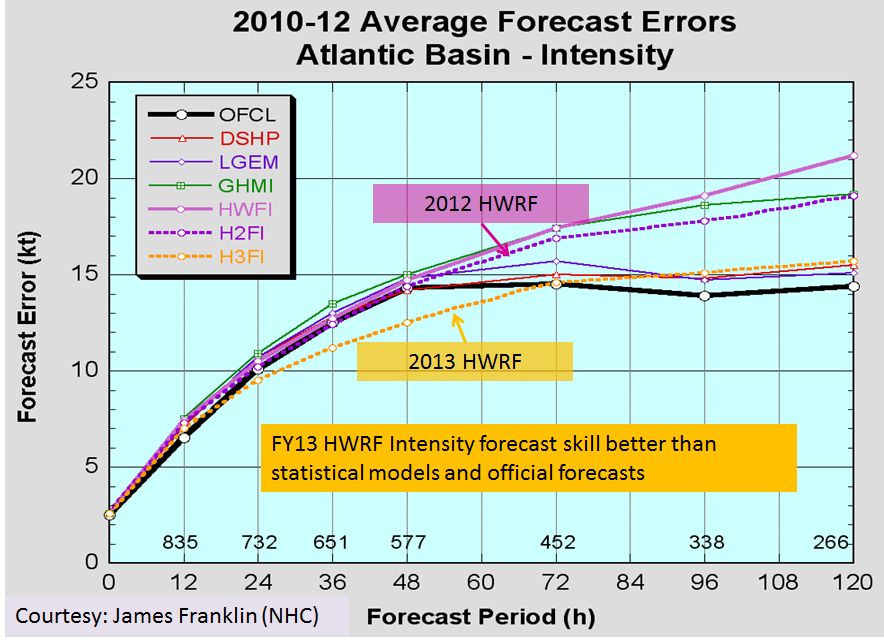 2010-12 Average Forecast Errors
Atlantic Basin - Intensity
Forecast Error (kt)
25
20
15
10
5
0
OFCL
DSHP
LGEM
GHMI
HWFI
H2FI
H3FI
2012 HWRF
2013 HWRF
FY13 HWRF Intensity forecast skill better than
statistical models and official forecasts
835 732 651 577 452 338 266
0 12 24 36 48 60 72 84 96 108 120
Forecast Period (h)
Courtesy: James Franklin (NHC)